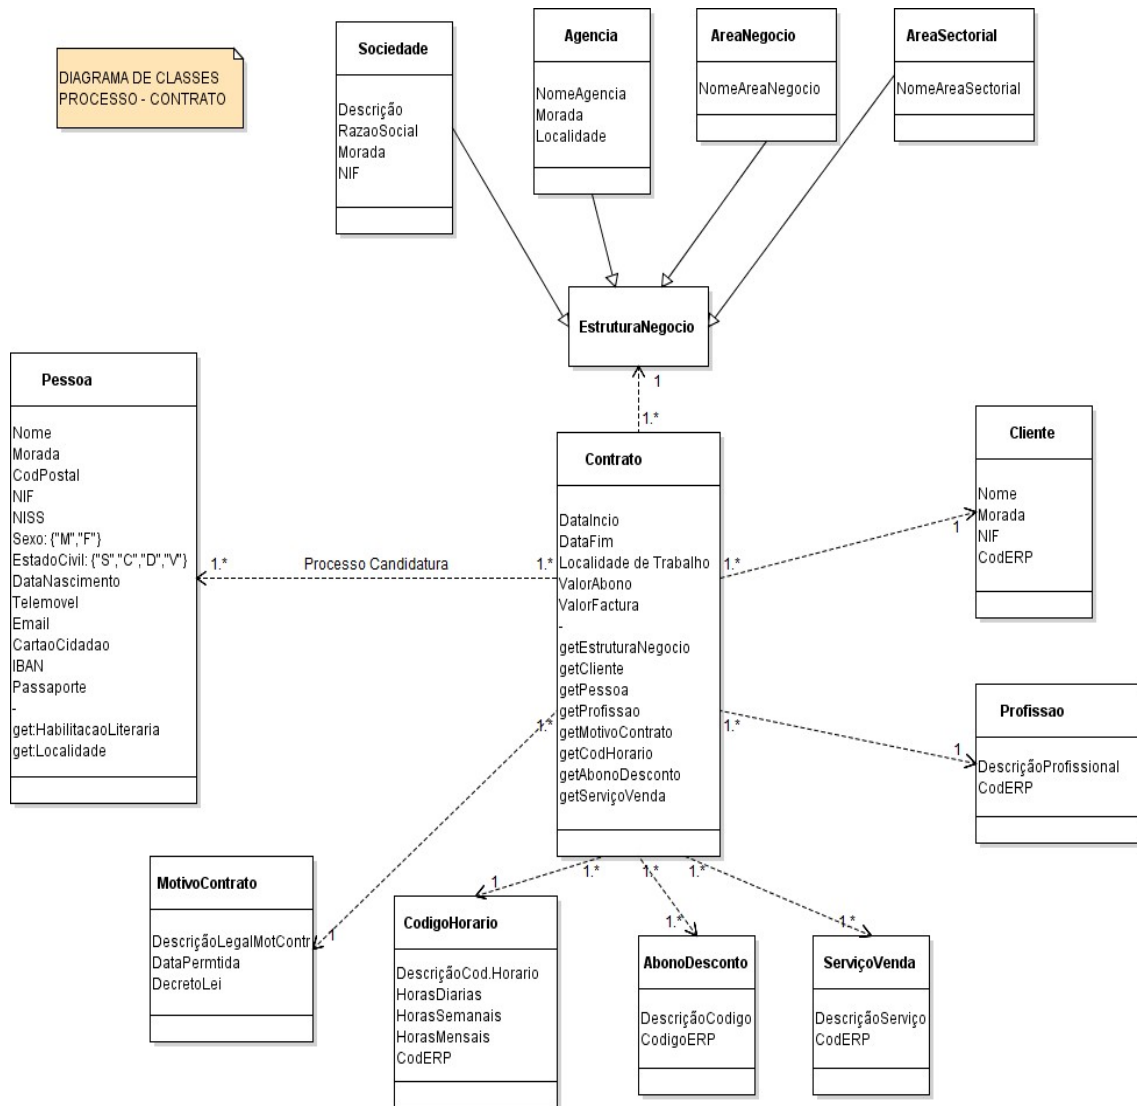 DIAGRAMA DE CLASSES
PROCESSO - CONTRATO
Sociedade
Descrição
RazaoSocial
Morada
NIF
Agencia
NomeAgencia
Morada
Localidade
AreaNegocio
NomeAreaNegocio
AreaSectorial
NomeAreaSectorial
EstruturaNegocio
1
1.*
Pessoa
Nome
Morada
CodPostal
NIF
NISS
Sexo: {"M","F"}
EstadoCivil: {"S","C","D","V"}
DataNascimento
Telemovel
Email
CartaoCidadao
IBAN
Passaporte
-
get:HabilitacaoLiteraria
get:Localidade
1.*
Processo Candidatura
1.*
Contrato
DataIncio
DataFim
Localidade de Trabalho
ValorAbono
ValorFactura
-
getEstruturaNegocio
getCliente
getPessoa
getProfissao
getMotivoContrato
getCodHorario
getAbonoDesconto
getServiçoVenda
1.*
1
Cliente
Nome
Morada
NIF
CodERP
1.*
1
Profissao
DescriçãoProfissional
CodERP
1.*
1
MotivoContrato
DescriçãoLegalMotContr
DataPermtida
DecretoLei
1.*
1
CodigoHorario
DescriçãoCod.Horario
HorasDiarias
HorasSemanais
HorasMensais
CodERP
1.*
1.*
AbonoDesconto
DescriçãoCodigo
CodigoERP
1.*
1.*
ServiçoVenda
DescriçãoServiço
CodERP